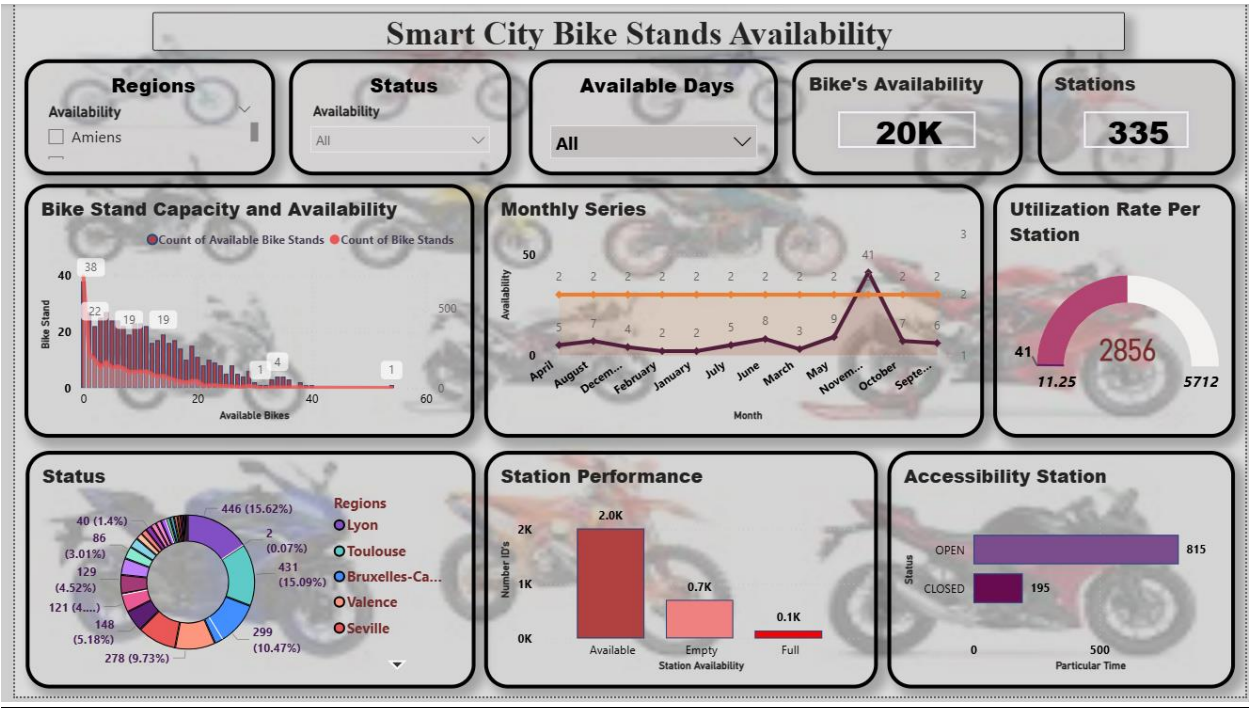 Smart City Bike Stands Availability
Regions
Availability
Amiens
Status
Availability
All
Available Days
All
Bike's Availability
20K
Stations
335
Bike Stand Capacity and Availability
Count of Available Bike Stands Count of Bike Stands
Bike Stand
40
20
0
38
22
19
19
1
4
1
500
0
0 20 40 60
Available Bikes
Monthly Series
Availability
50
0
3
2
1
2 2 2 2 2 2 2 2 2 41 2 2
5 7 4 2 2 5 8 3 9 7 6
April August Decem... February January July June March May Novem... October Septe...
Month
Utilization Rate Per
Station
41
11.25
2856
5712
Status
446 (15.62%)
2
(0.07%)
431
(15.09%)
299
(10.47%)
278 (9.73%)
148
(5.18%)
121 (4....)
129
(4.52%)
86
(3.01%)
40 (1.4%)
Regions
Lyon
Toulouse
Bruxelles-Ca...
Valence
Seville
Station Performance
Number ID's
2K
1K
0K
2.0K
0.7K
0.1K
Available Empty Full
Station Availability
Accessibility Station
Status
OPEN 815
CLOSED 195
0 500
Particular Time